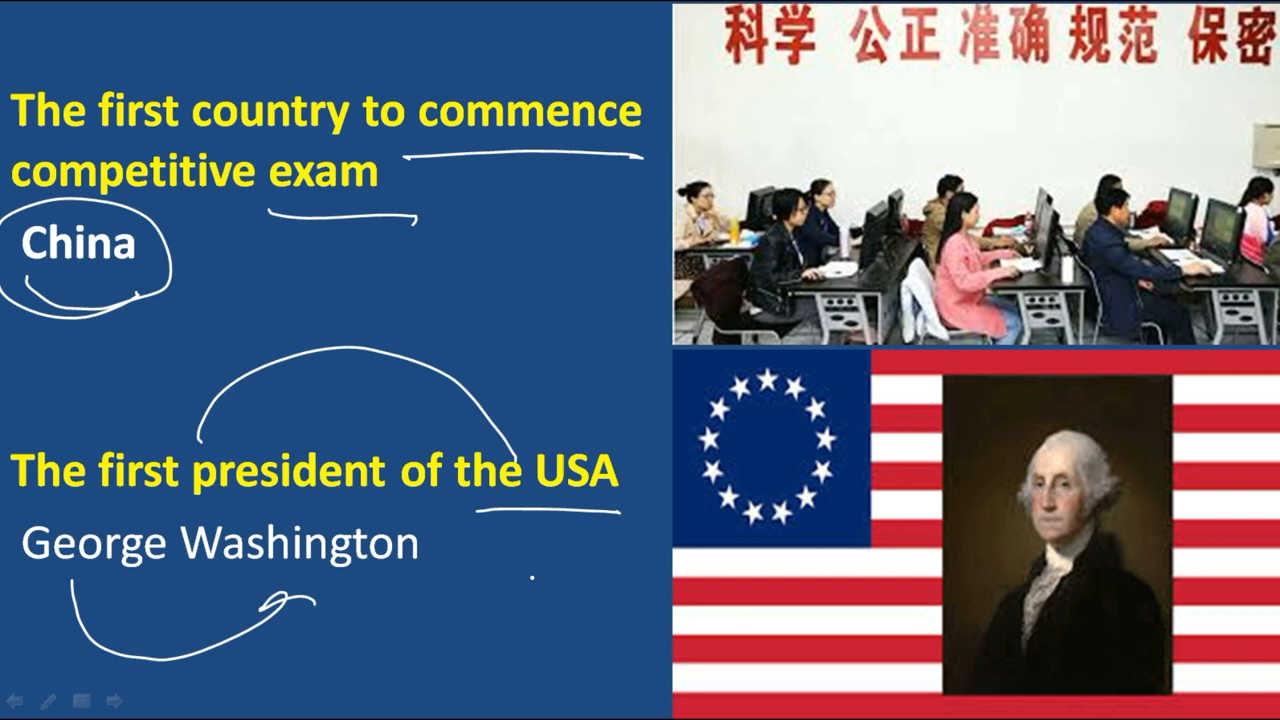 The first country to commence
competitive exam
China
The first president of the USA
George Washington
科学 公正 准确 规范 保密